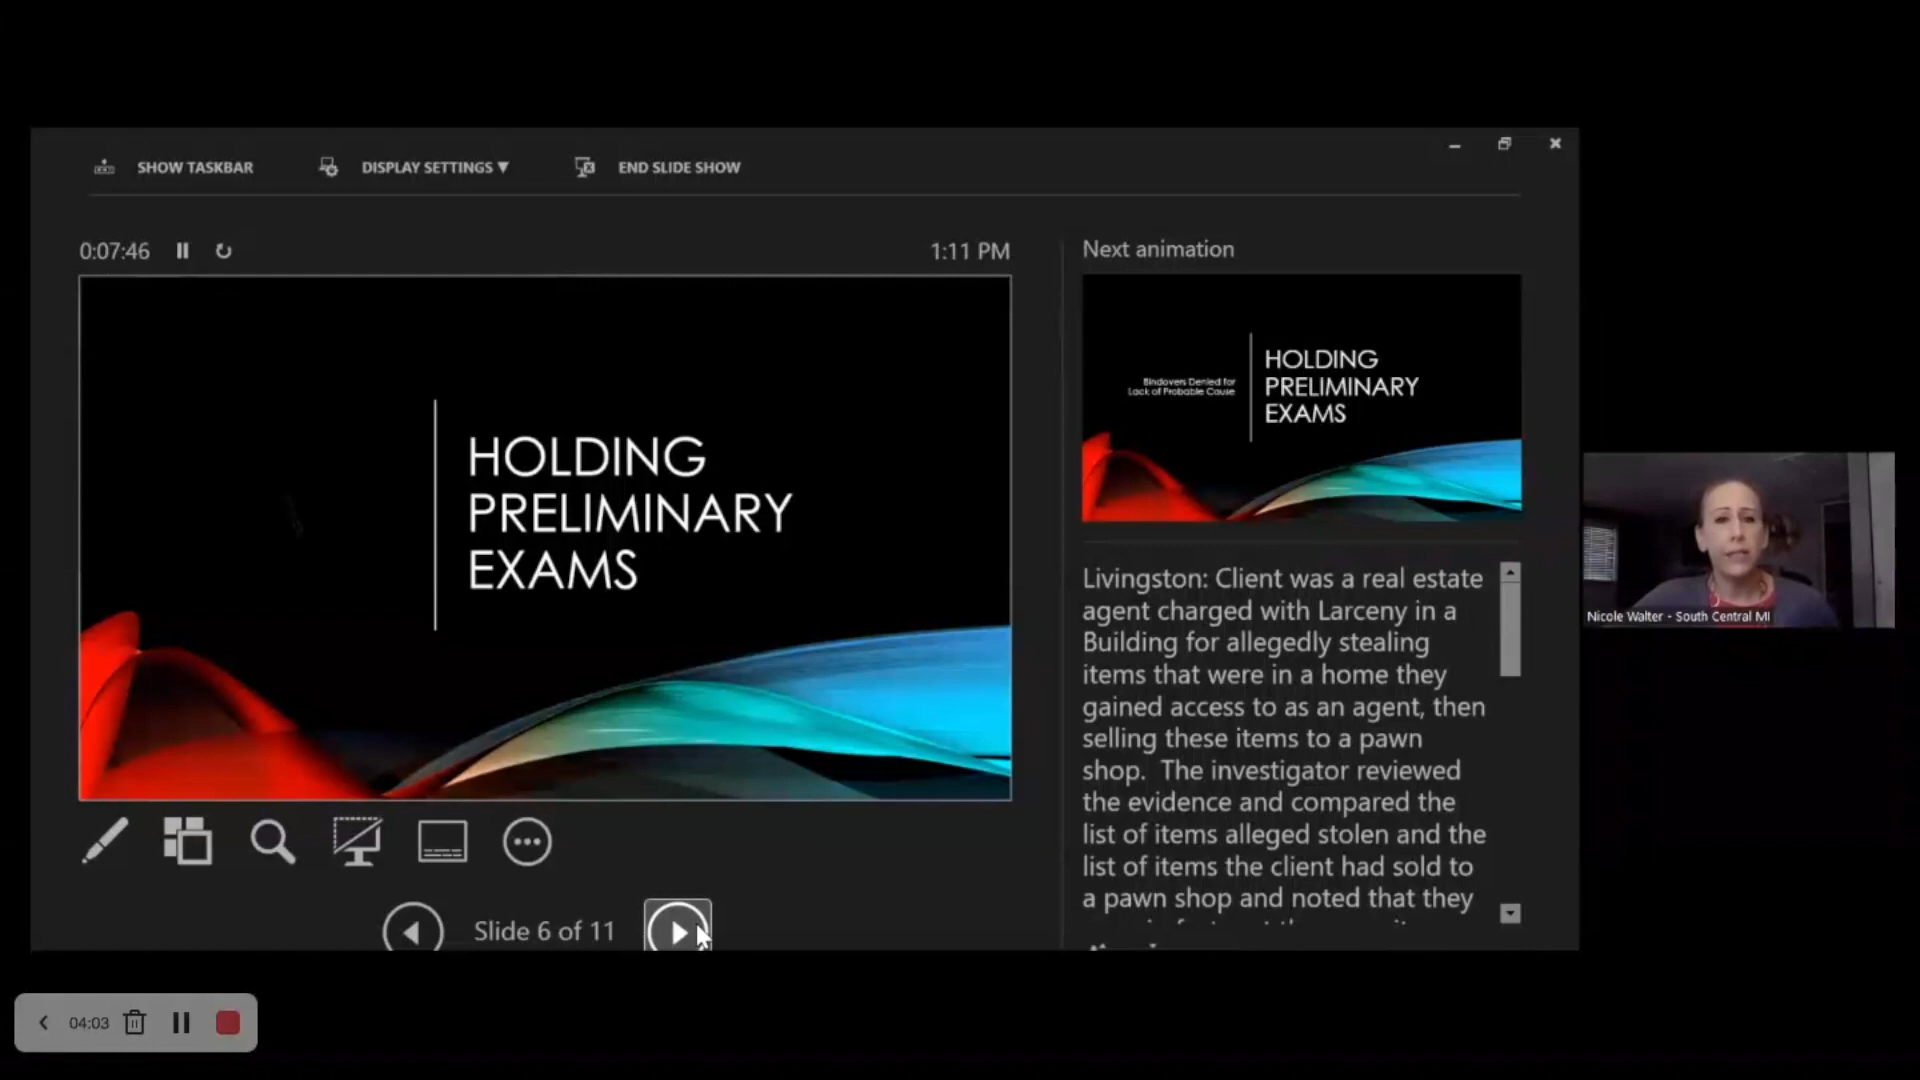 SHOW TASKBAR
DISPLAY SETTINGS ▼
END SLIDE SHOW
0:07:46
1:11 PM
HOLDING
PRELIMINARY
EXAMS
Slide 6 of 11
Next animation
Bindovers Denied for
Lack of Probable Cause
HOLDING
PRELIMINARY
EXAMS
Livingston: Client was a real estate
agent charged with Larceny in a
Building for allegedly stealing
items that were in a home they
gained access to as an agent, then
selling these items to a pawn
shop.  The investigator reviewed
the evidence and compared the
list of items alleged stolen and the
list of items the client had sold to
a pawn shop and noted that they
Nicole Walter - South Central MI
04:03